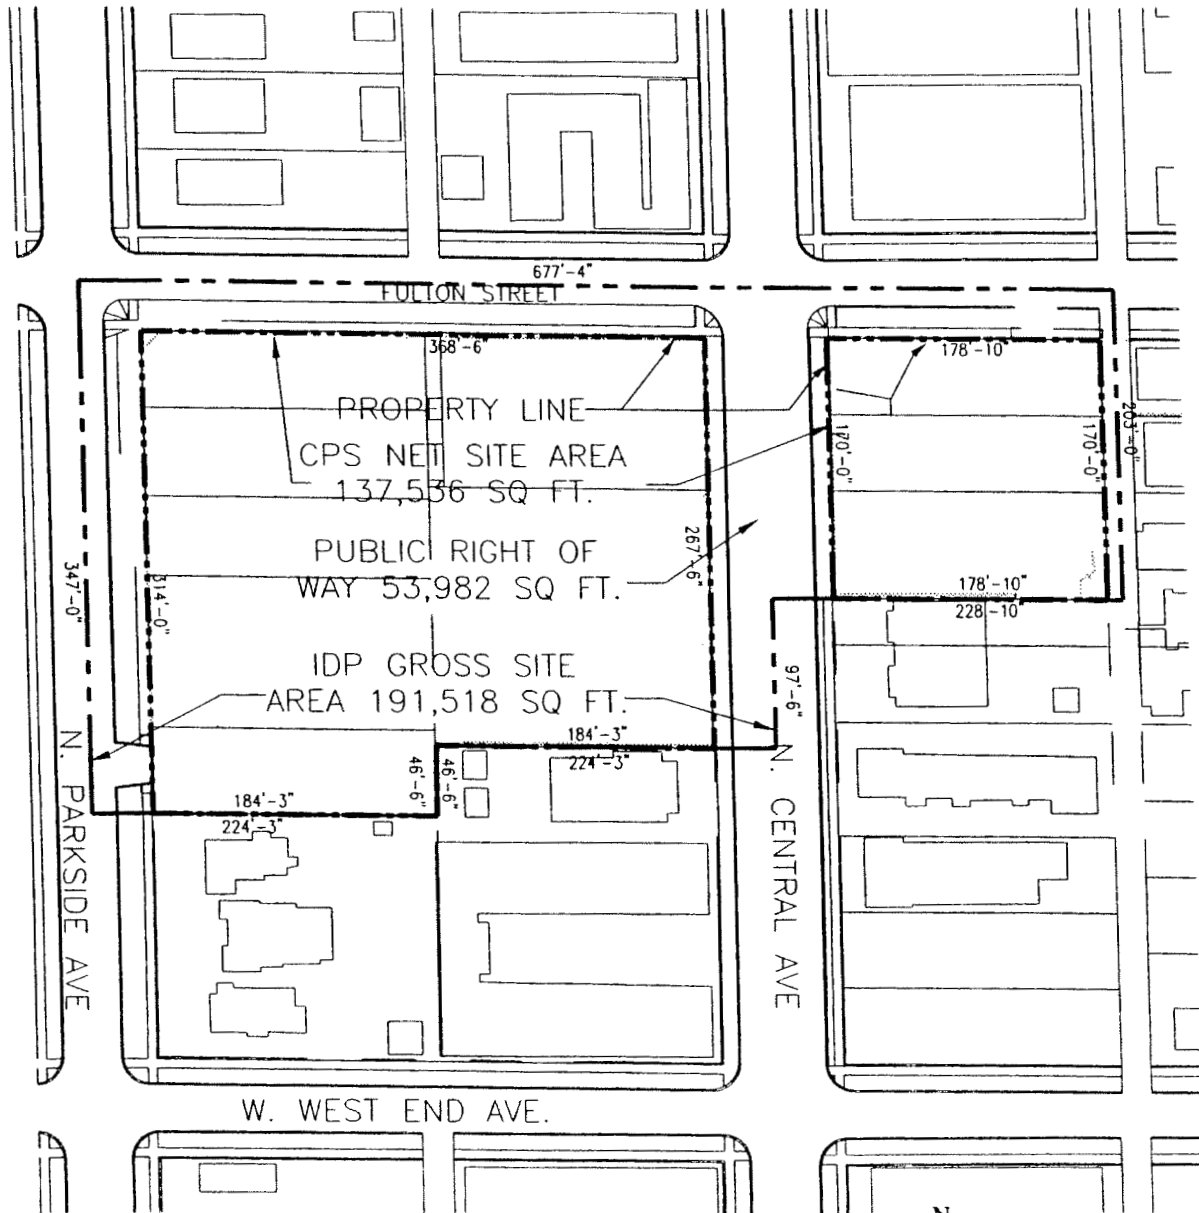 677'-4"
FULTON STREET
368'-6"
178'-10"
PROPERTY LINE
CPS NET SITE AREA
137,536 SQ FT.
170'-0"
170'-0"
203'-0"
PUBLIC RIGHT OF
WAY 53,982 SQ FT.
267'-6"
347'-0"
314'-0"
178'-10"
228'-10"
IDP GROSS SITE
AREA 191,518 SQ FT.
97'-6"
184'-3"
224'-3"
46'-6"
46'-6"
184'-3"
224'-3"
N. PARKSIDE AVE
N. CENTRAL AVE
W. WEST END AVE.
N